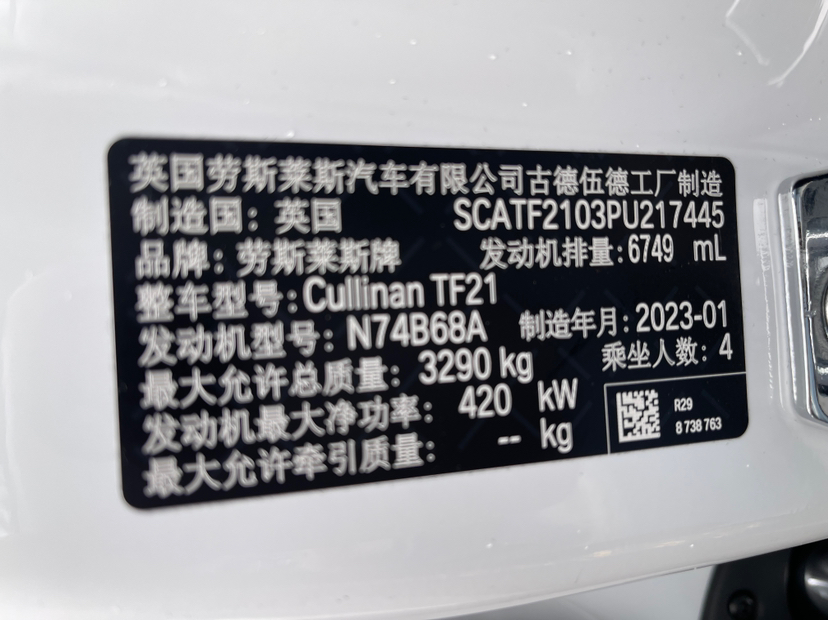 英国劳斯莱斯汽车有限公司古德伍德工厂制造
制造国：英国 SCATF2103PU217445
品牌：劳斯莱斯牌 发动机排量：6749 mL
整车型号：Cullinan TF21
发动机型号：N74B68A 制造年月：2023-01
最大允许总质量：3290 kg 乘坐人数：4
发动机最大净功率：420 kW
最大允许牵引质量：-- kg
R29
8 738 763